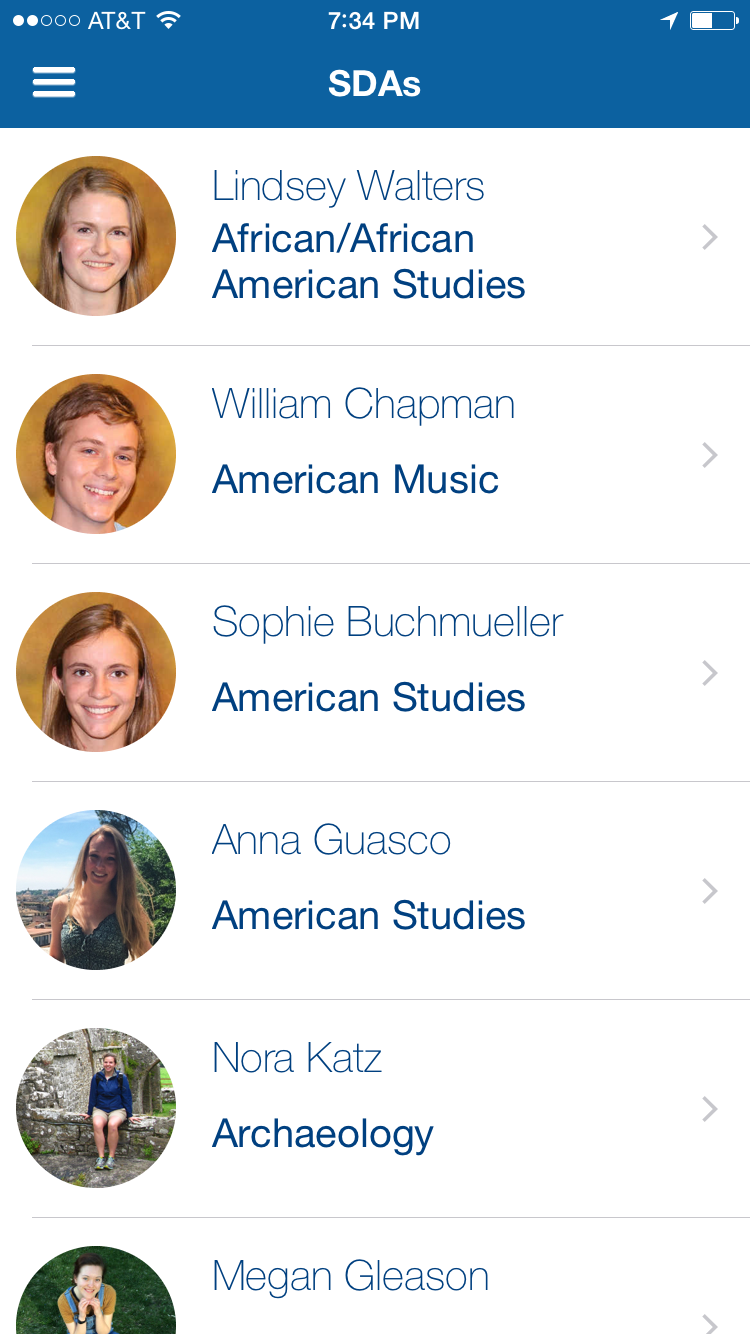 AT&T 7:34 PM
SDAs
Lindsey Walters
African/African
American Studies
William Chapman
American Music
Sophie Buchmueller
American Studies
Anna Guasco
American Studies
Nora Katz
Archaeology
Megan Gleason